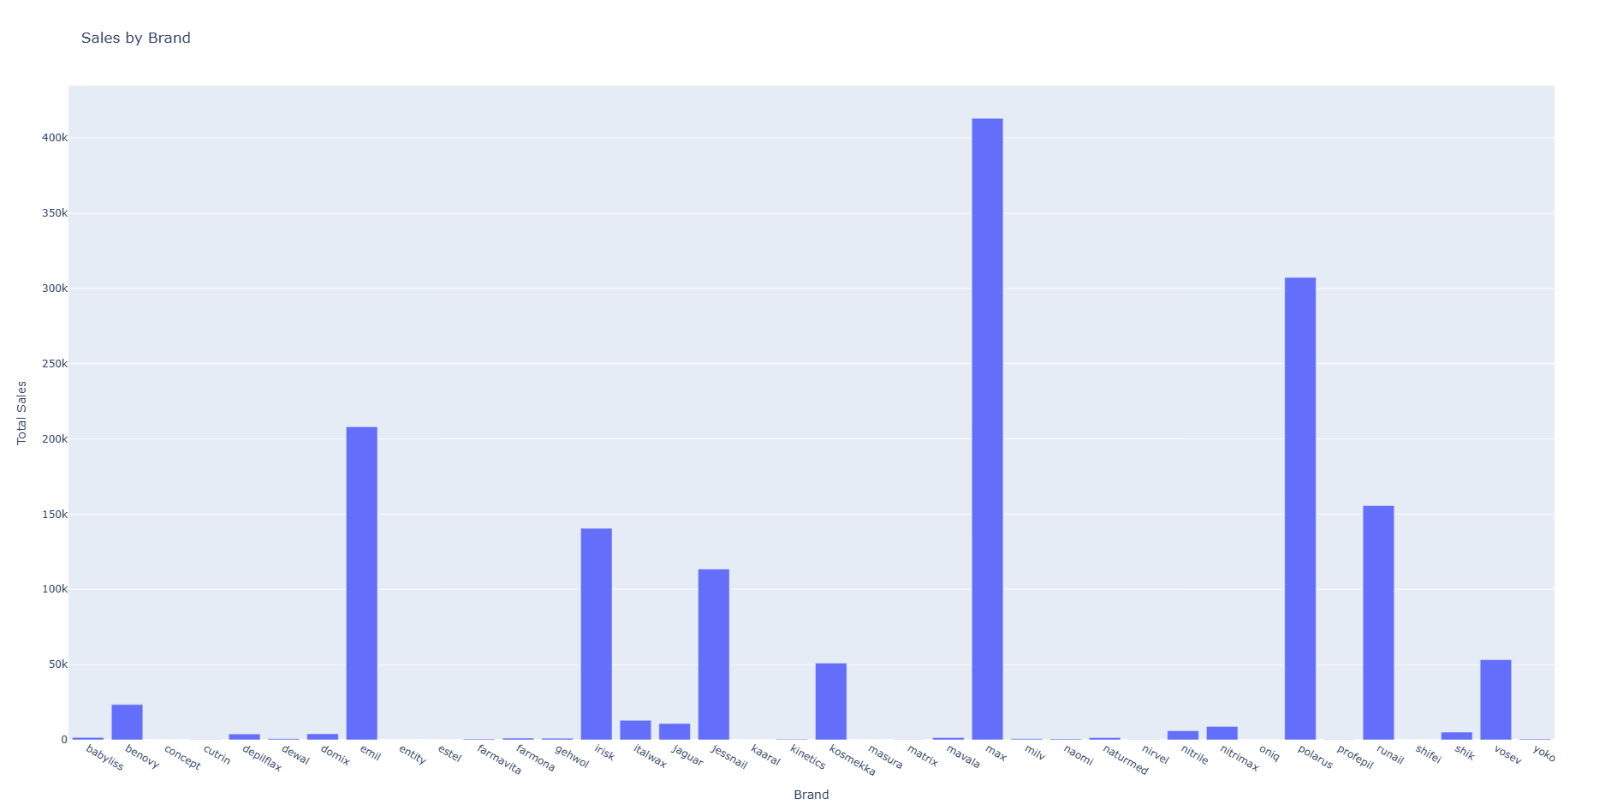 Sales by Brand
400k
350k
300k
250k
200k
150k
100k
50k
0
Total Sales
babyliss
benovy
concept
cutrin
depilflax
dewal
domix
emil
entity
estel
farmavita
farmona
gehwol
irisk
italwax
jaguar
jessnail
kaaral
kinetics
kosmekka
masura
matrix
mavala
max
milv
naomi
naturmed
nirvel
nitrile
nitrimax
oniq
polarus
profepil
runail
shifei
shik
vosev
yoko
Brand